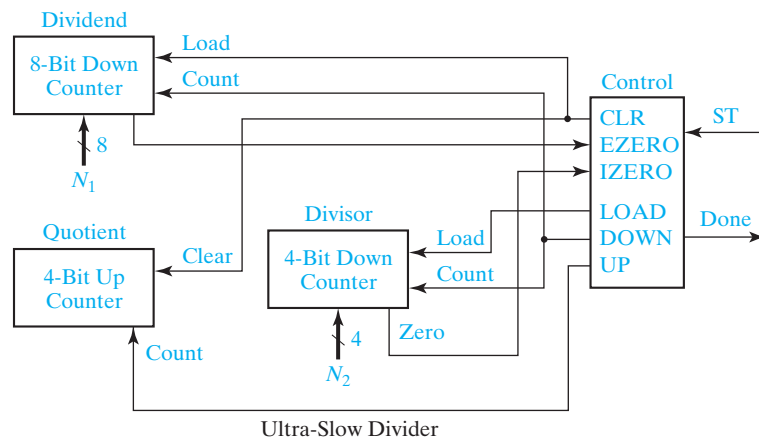 Dividend
8-Bit Down
Counter
8
N1
Load
Count
Control
CLR
EZERO
IZERO
LOAD
DOWN
UP
ST
Done
Quotient
4-Bit Up
Counter
Clear
Count
Divisor
4-Bit Down
Counter
Load
Count
Zero
4
N2
Ultra-Slow Divider